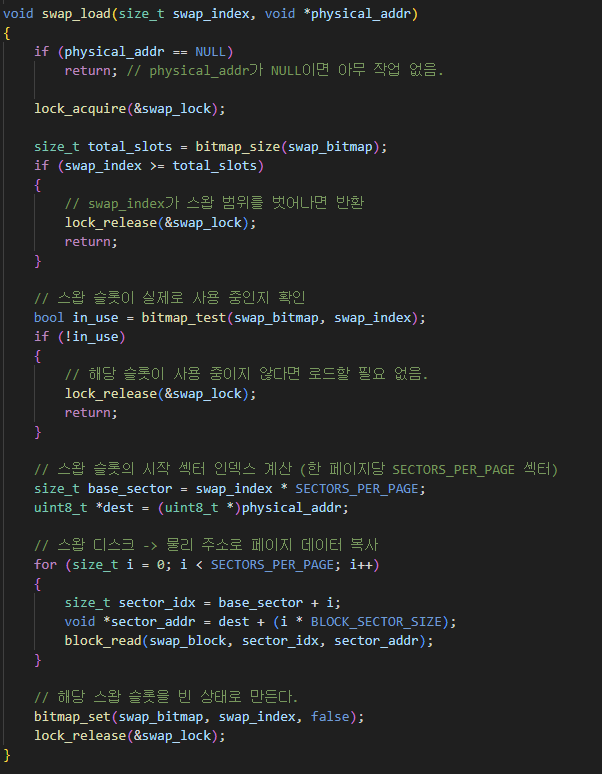 void swap_load(size_t swap_index, void *physical_addr)
{
    if (physical_addr == NULL)
        return; // physical_addr가 NULL이면 아무 작업 없음.

    lock_acquire(&swap_lock);

    size_t total_slots = bitmap_size(swap_bitmap);
    if (swap_index >= total_slots)
    {
        // swap_index가 스왑 범위를 벗어나면 반환
        lock_release(&swap_lock);
        return;
    }

    // 스왑 슬롯이 실제로 사용 중인지 확인
    bool in_use = bitmap_test(swap_bitmap, swap_index);
    if (!in_use)
    {
        // 해당 슬롯이 사용 중이지 않다면 로드할 필요 없음.
        lock_release(&swap_lock);
        return;
    }

    // 스왑 슬롯의 시작 섹터 인덱스 계산 (한 페이지당 SECTORS_PER_PAGE 섹터)
    size_t base_sector = swap_index * SECTORS_PER_PAGE;
    uint8_t *dest = (uint8_t *)physical_addr;

    // 스왑 디스크 -> 물리 주소로 페이지 데이터 복사
    for (size_t i = 0; i < SECTORS_PER_PAGE; i++)
    {
        size_t sector_idx = base_sector + i;
        void *sector_addr = dest + (i * BLOCK_SECTOR_SIZE);
        block_read(swap_block, sector_idx, sector_addr);
    }

    // 해당 스왑 슬롯을 빈 상태로 만든다.
    bitmap_set(swap_bitmap, swap_index, false);
    lock_release(&swap_lock);
}